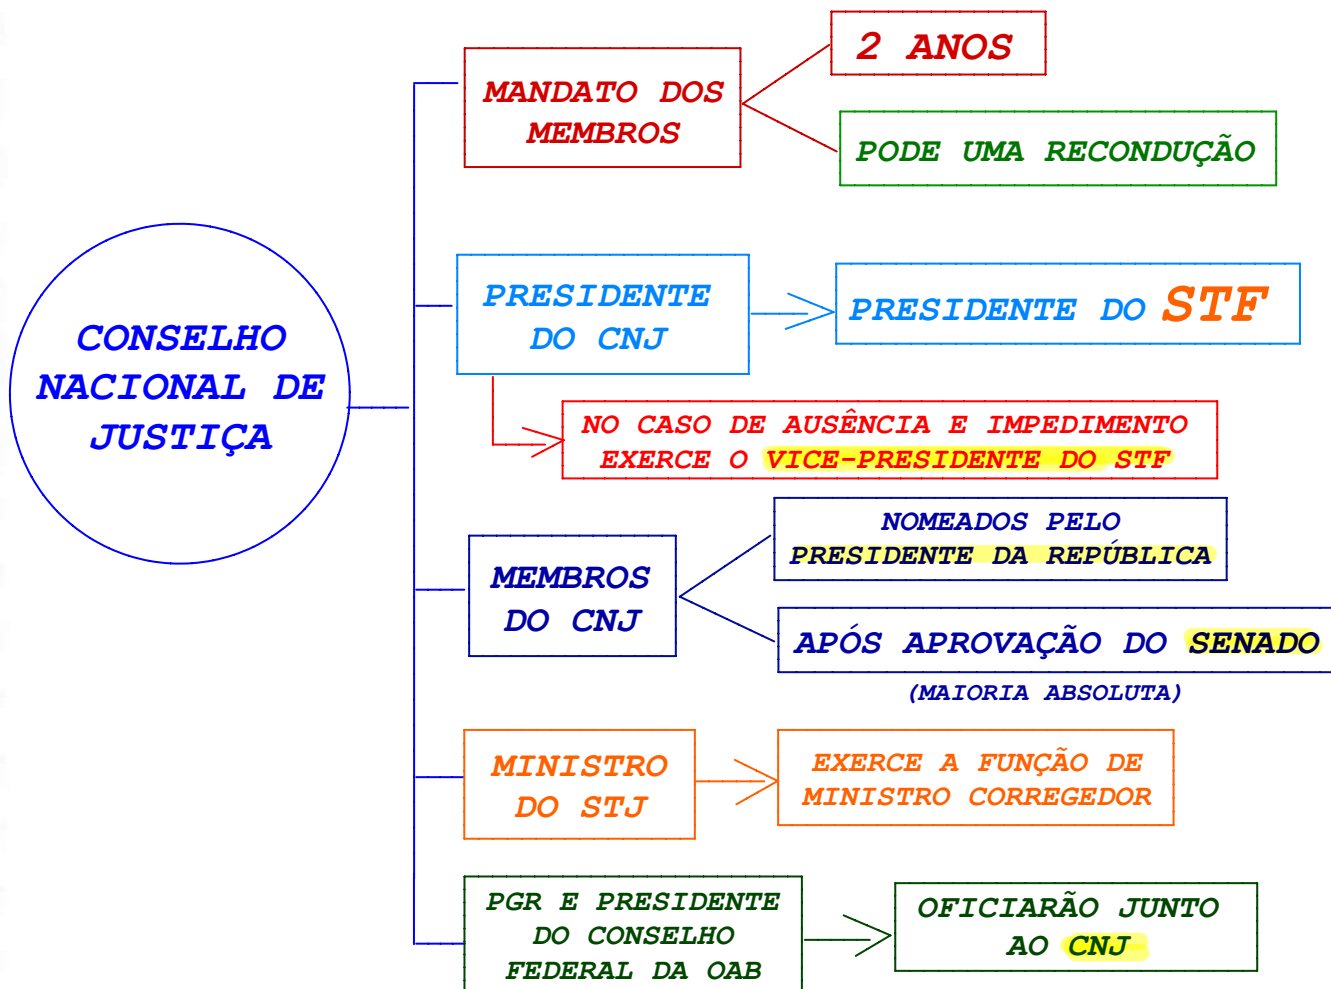 CONSELHO
NACIONAL DE
JUSTIÇA
MANDATO DOS
MEMBROS
2 ANOS
PODE UMA RECONDUÇÃO
PRESIDENTE
DO CNJ
PRESIDENTE DO STF
NO CASO DE AUSÊNCIA E IMPEDIMENTO
EXERCE O VICE-PRESIDENTE DO STF
MEMBROS
DO CNJ
NOMEADOS PELO
PRESIDENTE DA REPÚBLICA
APÓS APROVAÇÃO DO SENADO
(MAIORIA ABSOLUTA)
MINISTRO
DO STJ
EXERCE A FUNÇÃO DE
MINISTRO CORREGEDOR
PGR E PRESIDENTE
DO CONSELHO
FEDERAL DA OAB
OFICIARÃO JUNTO
AO CNJ